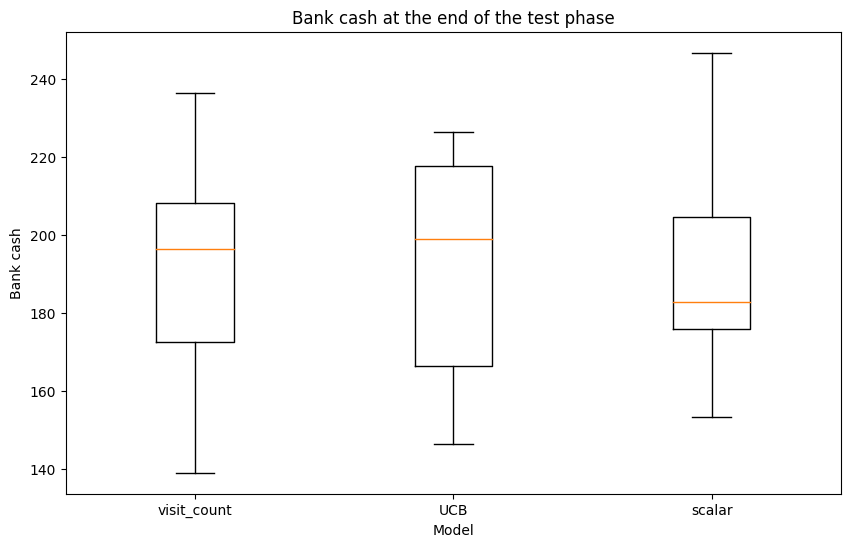 Bank cash at the end of the test phase
240
220
200
180
160
140
Bank cash
visit_count
UCB
scalar
Model